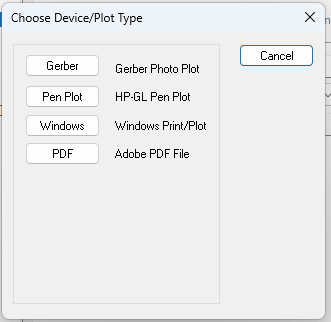 Choose Device/Plot Type
Cancel
Gerber Gerber Photo Plot
Pen Plot HP-GL Pen Plot
Windows Windows Print/Plot
PDF Adobe PDF File